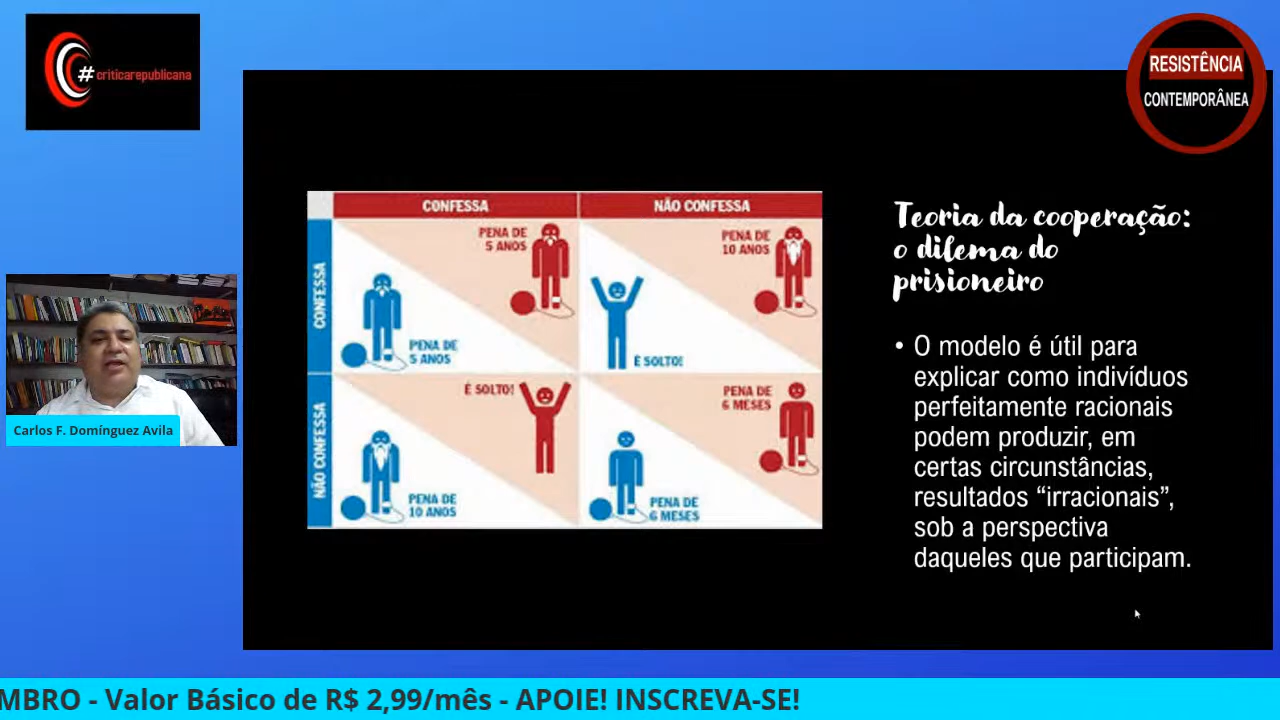 #criticarepublicana
RESISTÊNCIA
CONTEMPORÂNEA
CONFESSA
NÃO CONFESSA
CONFESSA
PENA DE
5 ANOS
PENA DE
5 ANOS
PENA DE
10 ANOS
É SOLTO!
NÃO CONFESSA
É SOLTO!
PENA DE
10 ANOS
PENA DE
6 MESES
PENA DE
6 MESES
Teoria da cooperação:
o dilema do
prisioneiro
• O modelo é útil para
explicar como indivíduos
perfeitamente racionais
podem produzir, em
certas circunstâncias,
resultados “irracionais”,
sob a perspectiva
daqueles que participam.
Carlos F. Domínguez Avila
MBRO - Valor Básico de R$ 2,99/mês - APOIE! INSCREVA-SE!